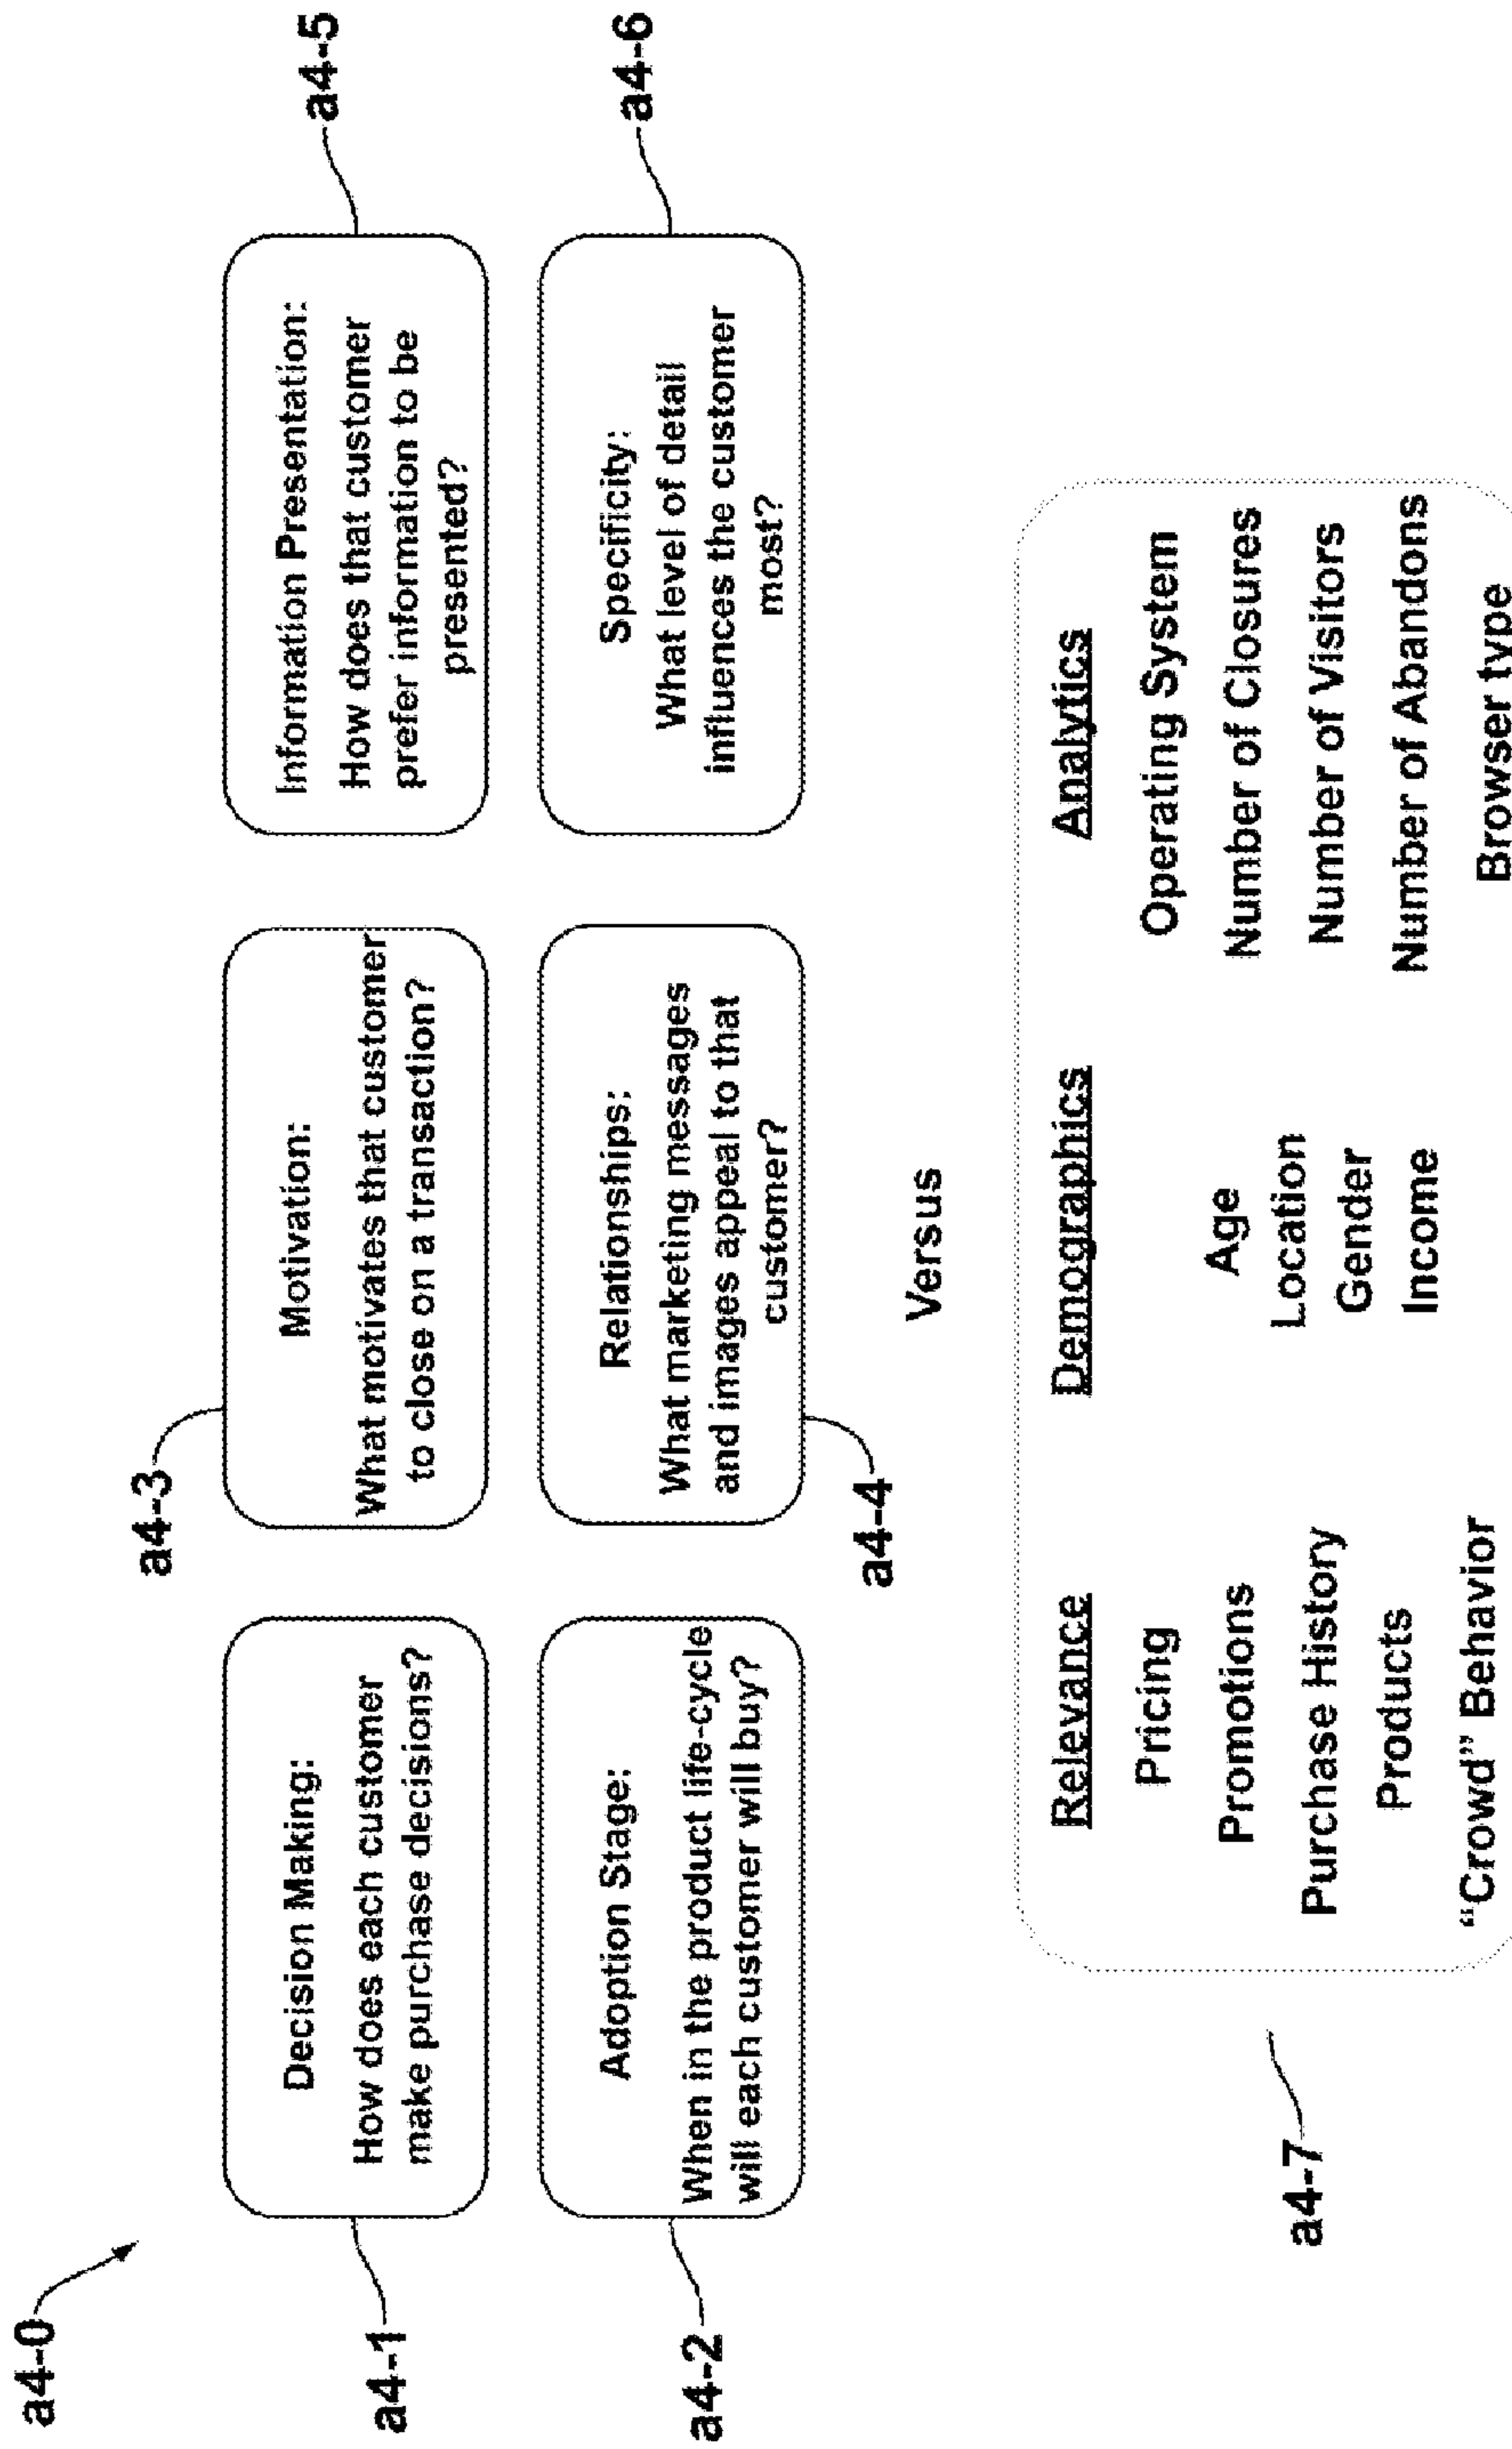 a4-0
a4-1
Decision Making:
How does each customer
make purchase decisions?
a4-3
Motivation:
What motivates that customer
to close on a transaction?
Information Presentation:
How does that customer
prefer information to be
presented?
a4-5
a4-2
Adoption Stage:
When in the product life-cycle
will each customer will buy?
Relationships:
What marketing messages
and images appeal to that
customer?
a4-4
Specificity:
What level of detail
influences the customer
most?
a4-6
Versus
a4-7
Relevance
Pricing
Promotions
Purchase History
Products
“Crowd” Behavior
Demographics
Age
Location
Gender
Income
Analytics
Operating System
Number of Closures
Number of Visitors
Number of Abandons
Browser type